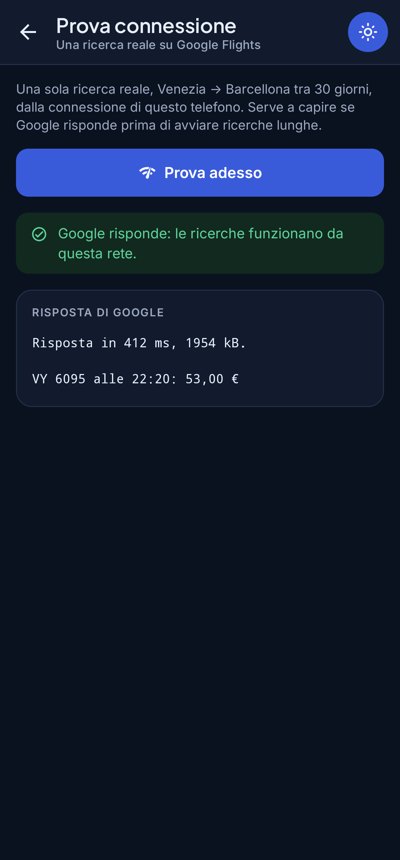 Prova connessione
Una ricerca reale su Google Flights
Una sola ricerca reale, Venezia → Barcellona tra 30 giorni,
dalla connessione di questo telefono. Serve a capire se
Google risponde prima di avviare ricerche lunghe.
Prova adesso
Google risponde: le ricerche funzionano da
questa rete.
RISPOSTA DI GOOGLE
Risposta in 412 ms, 1954 kB.
VY 6095 alle 22:20: 53,00 €